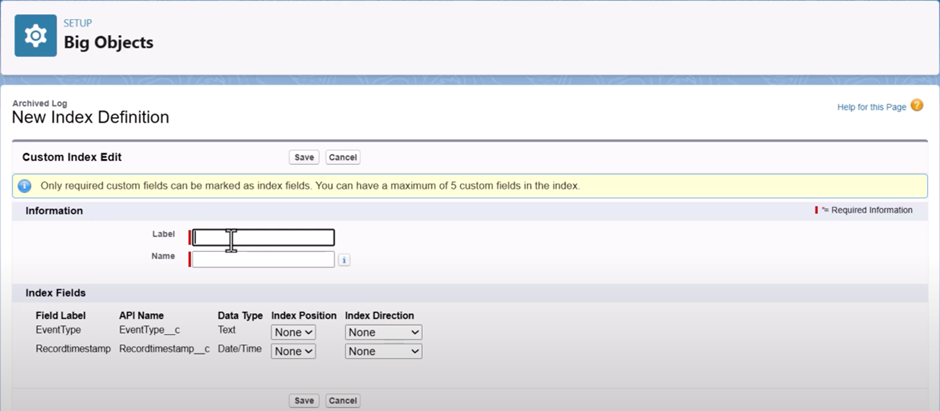 SETUP
Big Objects
Archived Log
New Index Definition
Help for this Page ?
Custom Index Edit Save Cancel
i Only required custom fields can be marked as index fields. You can have a maximum of 5 custom fields in the index.
Information *= Required Information
Label
Name i
Index Fields
Field Label API Name Data Type Index Position Index Direction
EventType EventType__c Text None None
Recordtimestamp Recordtimestamp__c Date/Time None None
Save Cancel